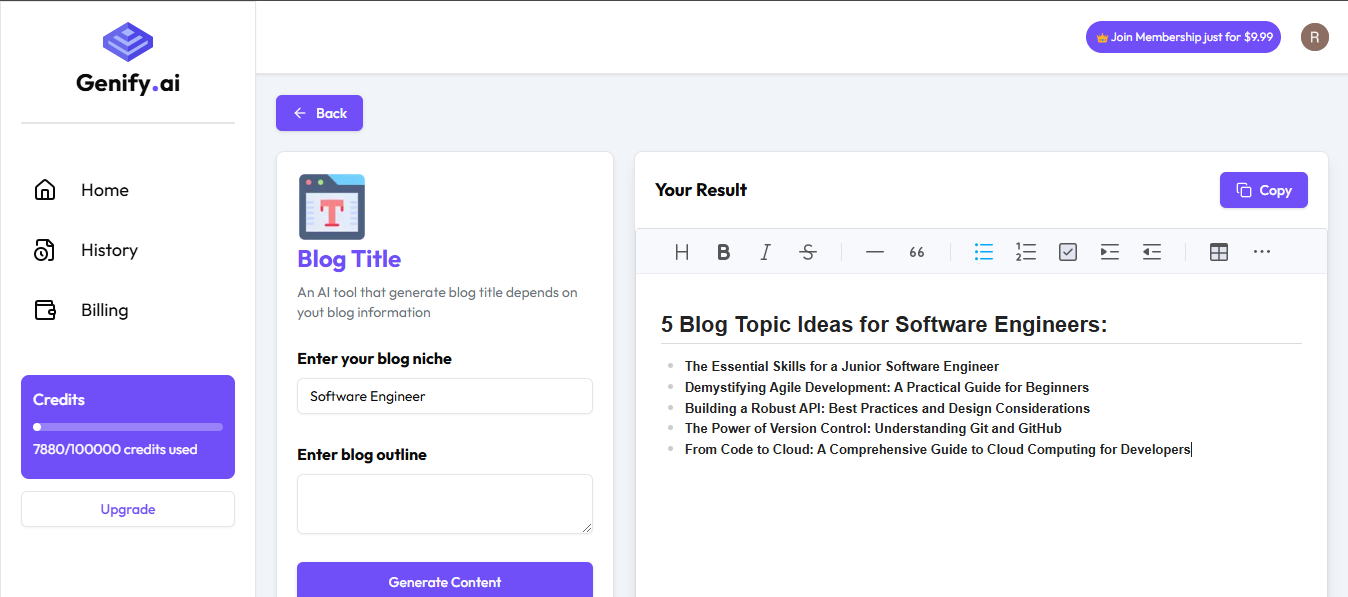 Genify.ai
Join Membership just for $9.99
R
Home
History
Billing
Credits
7880/100000 credits used
Upgrade
Back
T
Blog Title
An AI tool that generate blog title depends on
yout blog information
Enter your blog niche
Software Engineer
Enter blog outline
Generate Content
Your Result
Copy
H B I S 66
5 Blog Topic Ideas for Software Engineers:
The Essential Skills for a Junior Software Engineer
Demystifying Agile Development: A Practical Guide for Beginners
Building a Robust API: Best Practices and Design Considerations
The Power of Version Control: Understanding Git and GitHub
From Code to Cloud: A Comprehensive Guide to Cloud Computing for Developers